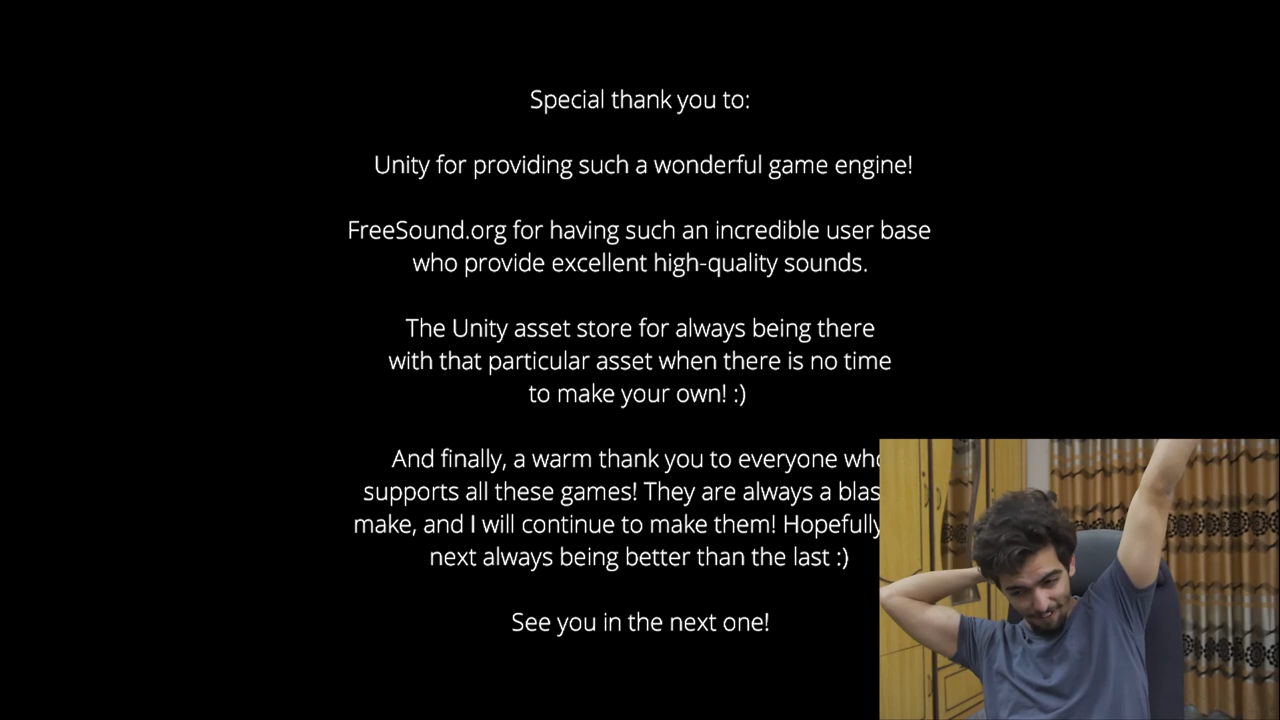 Special thank you to:
Unity for providing such a wonderful game engine!
FreeSound.org for having such an incredible user base
who provide excellent high-quality sounds.
The Unity asset store for always being there
with that particular asset when there is no time
to make your own! :)
And finally, a warm thank you to everyone who
supports all these games! They are always a blas
make, and I will continue to make them! Hopefully
next always being better than the last :)
See you in the next one!